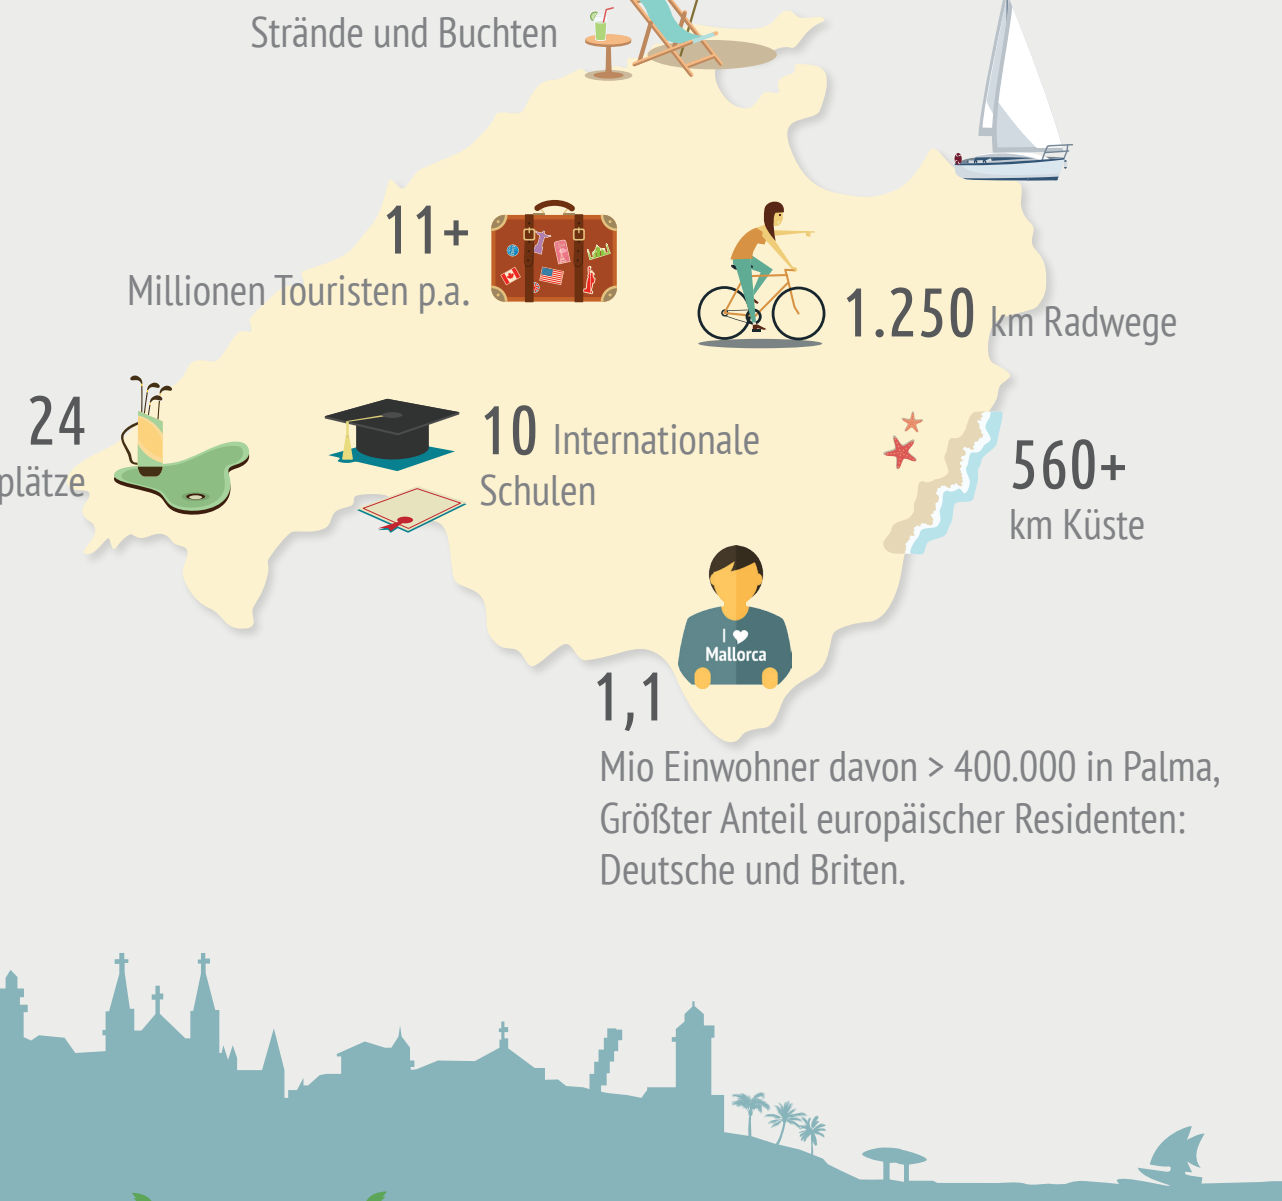 Strände und Buchten
11+
Millionen Touristen p.a.
1.250 km Radwege
24
plätze
10 Internationale
Schulen
560+
km Küste
I
Mallorca
1,1
Mio Einwohner davon > 400.000 in Palma,
Größter Anteil europäischer Residenten:
Deutsche und Briten.